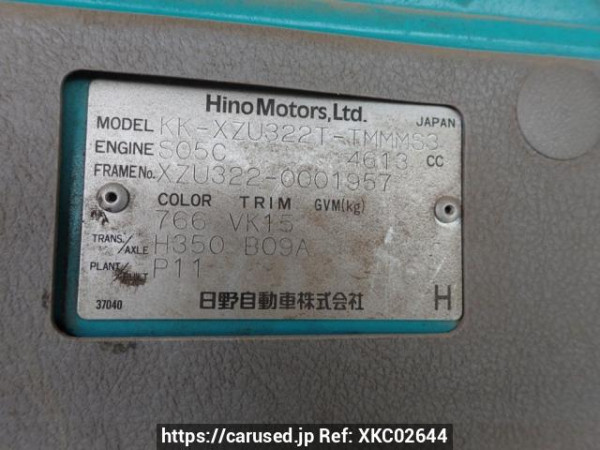 Hino Motors, Ltd.
JAPAN
MODEL KK-XZU322T-TMMMS3
ENGINE S05C 4613 CC
FRAME No. XZU322-0001957
COLOR TRIM GVM(kg)
766 VK15
TRANS./AXLE H350 B09A
PLANT/ P11
37040 日野自動車株式会社 H
https://carused.jp Ref: XKC02644